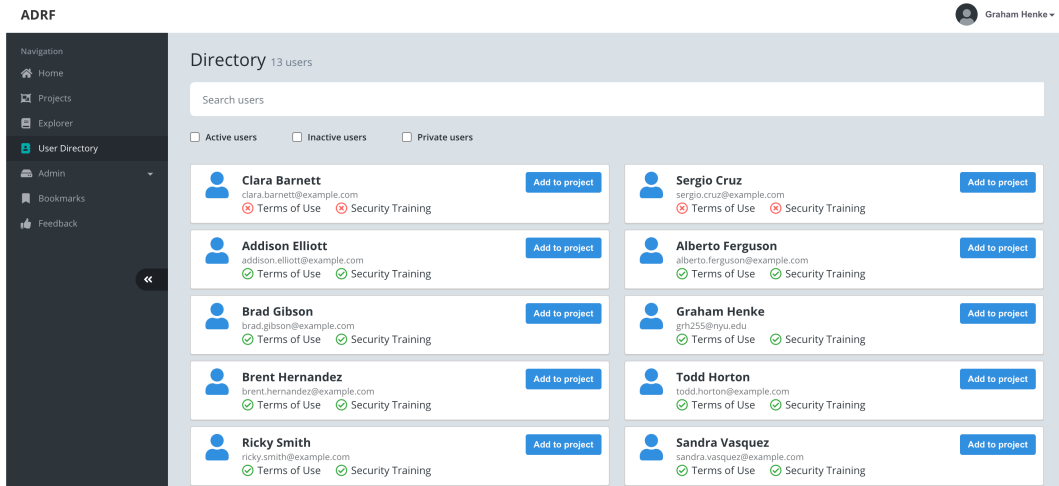 ADRF
Graham Henke
Navigation
Home
Projects
Explorer
User Directory
Admin
Bookmarks
Feedback
Directory 13 users
Search users
Active users Inactive users Private users
Clara Barnett
clara.barnett@example.com
Terms of Use Security Training
Add to project
Sergio Cruz
sergio.cruz@example.com
Terms of Use Security Training
Add to project
Addison Elliott
addison.elliott@example.com
Terms of Use Security Training
Add to project
Alberto Ferguson
alberto.ferguson@example.com
Terms of Use Security Training
Add to project
Brad Gibson
brad.gibson@example.com
Terms of Use Security Training
Add to project
Graham Henke
grh255@nyu.edu
Terms of Use Security Training
Add to project
Brent Hernandez
brent.hernandez@example.com
Terms of Use Security Training
Add to project
Todd Horton
todd.horton@example.com
Terms of Use Security Training
Add to project
Ricky Smith
ricky.smith@example.com
Terms of Use Security Training
Add to project
Sandra Vasquez
sandra.vasquez@example.com
Terms of Use Security Training
Add to project